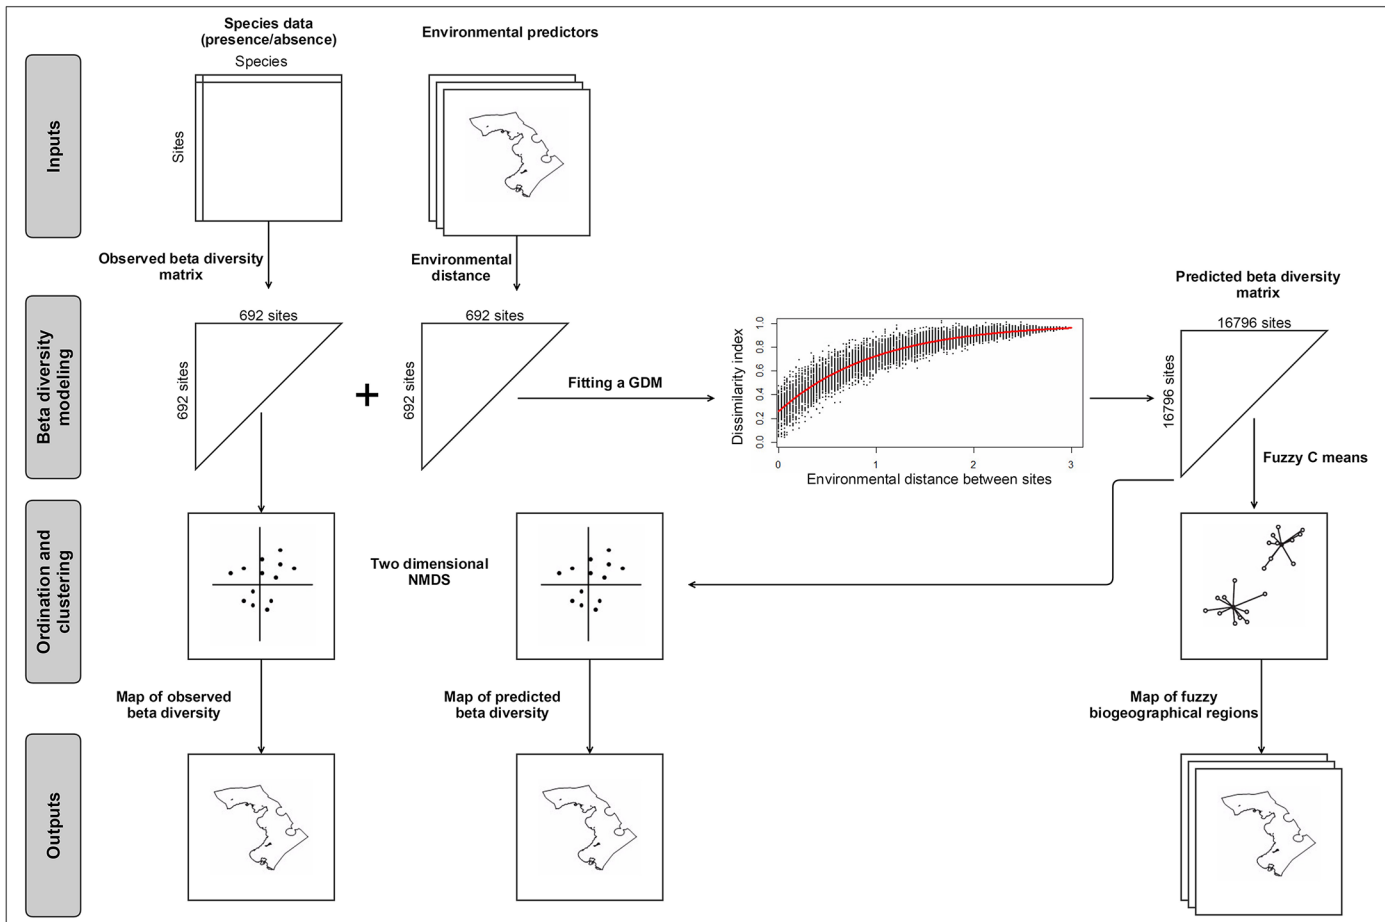 Species data
(presence/absence)
Environmental predictors
Species
Sites
Inputs
Observed beta diversity
matrix
Environmental
distance
Predicted beta diversity
matrix
692 sites
692 sites
16796 sites
692 sites
692 sites
16796 sites
+
Beta diversity
modeling
Fitting a GDM
Dissimilarity index
1.0
0.8
0.6
0.4
0.2
0.0
0
1
2
3
Environmental distance between sites
Fuzzy C means
Ordination and
clustering
Two dimensional
NMDS
Map of observed
beta diversity
Map of predicted
beta diversity
Map of fuzzy
biogeographical regions
Outputs